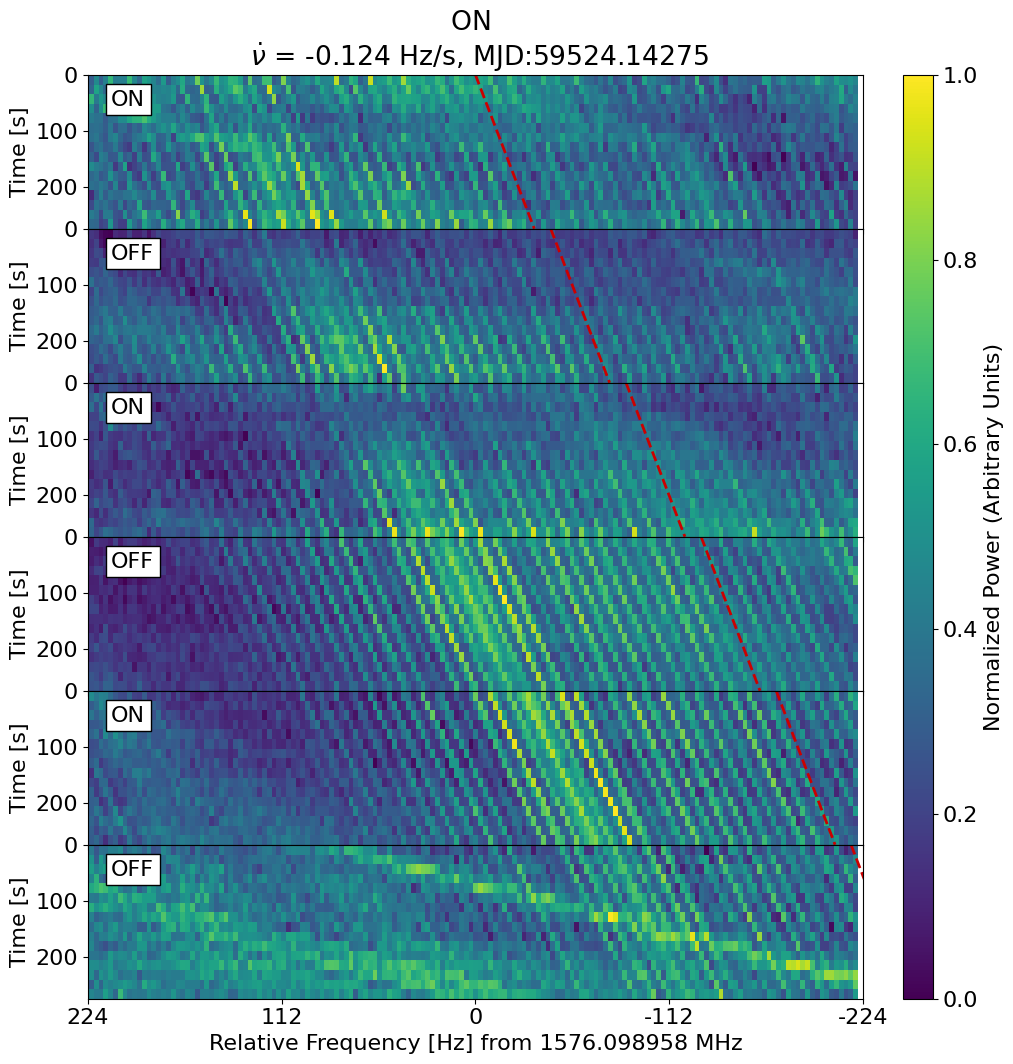 ON
ν̇ = -0.124 Hz/s, MJD:59524.14275
ON
OFF
ON
OFF
ON
OFF
0
100
200
0
100
200
0
100
200
0
100
200
0
100
200
0
100
200
Time [s]
Time [s]
Time [s]
Time [s]
Time [s]
Time [s]
224
112
0
-112
-224
Relative Frequency [Hz] from 1576.098958 MHz
1.0
0.8
0.6
0.4
0.2
0.0
Normalized Power (Arbitrary Units)